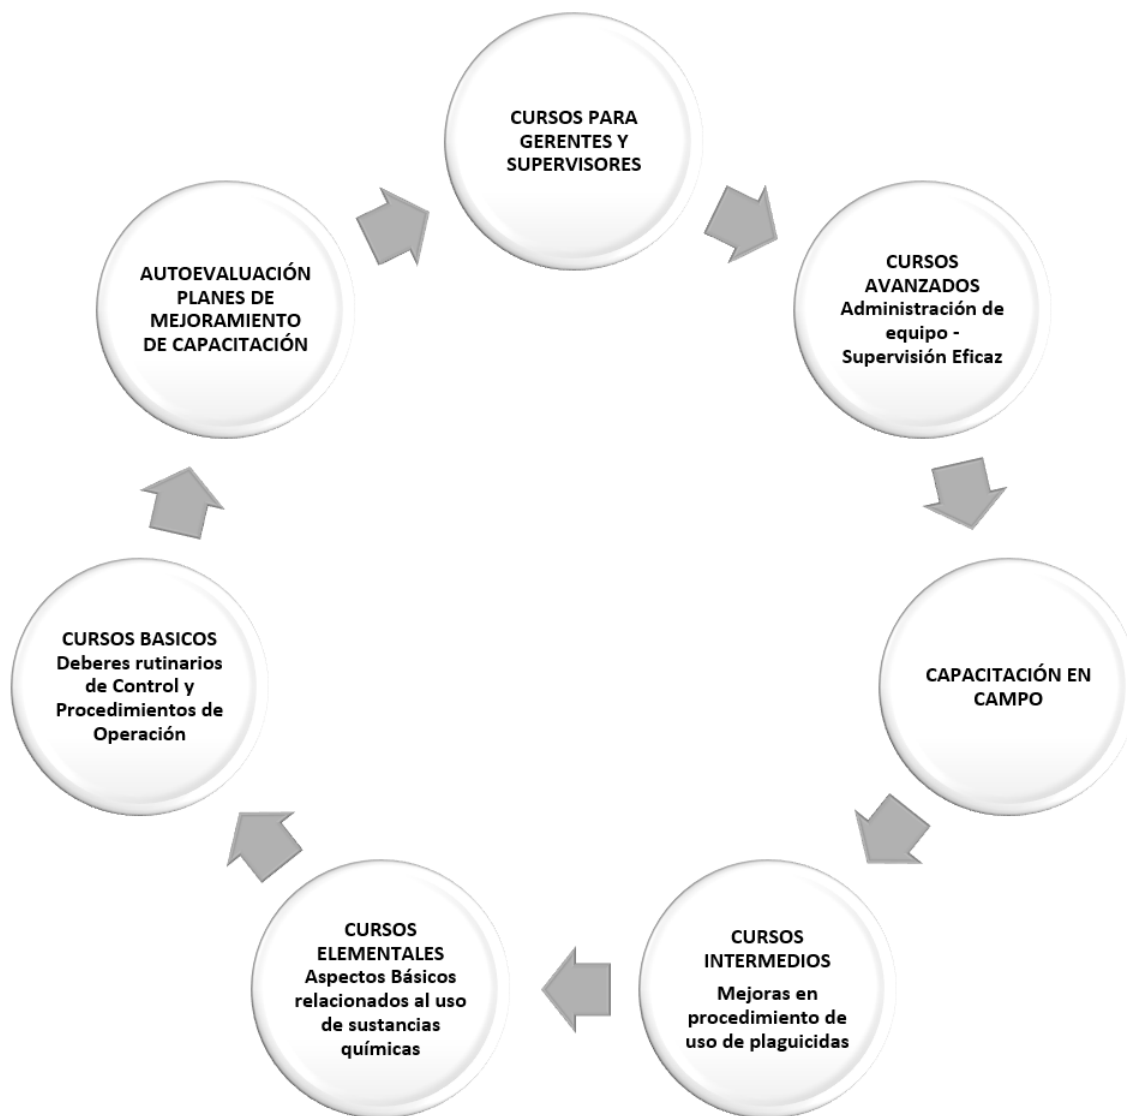 CURSOS PARA
GERENTES Y
SUPERVISORES
CURSOS
AVANZADOS
Administración de
equipo -
Supervisión Eficaz
CAPACITACIÓN EN
CAMPO
CURSOS
INTERMEDIOS
Mejoras en
procedimiento de
uso de plaguicidas
CURSOS
ELEMENTALES
Aspectos Básicos
relacionados al uso
de sustancias
químicas
CURSOS BASICOS
Deberes rutinarios
de Control y
Procedimientos de
Operación
AUTOEVALUACIÓN
PLANES DE
MEJORAMIENTO
DE CAPACITACIÓN